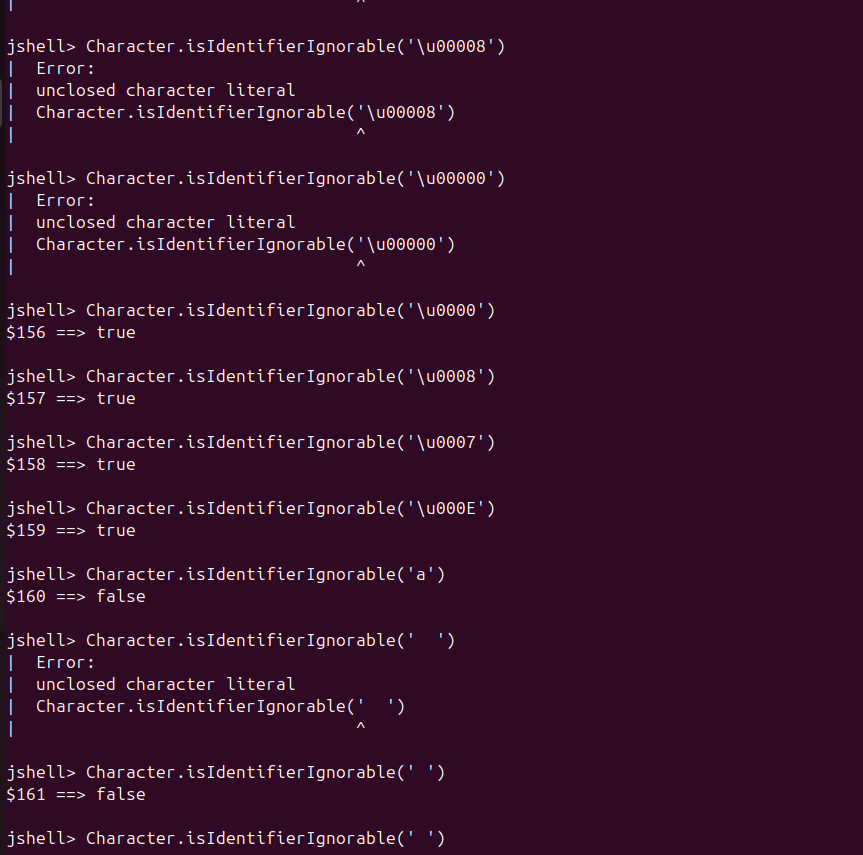 |                                   ^
jshell> Character.isIdentifierIgnorable('\u00008')
|  Error:
|  unclosed character literal
|  Character.isIdentifierIgnorable('\u00008')
|                                   ^
jshell> Character.isIdentifierIgnorable('\u00000')
|  Error:
|  unclosed character literal
|  Character.isIdentifierIgnorable('\u00000')
|                                   ^
jshell> Character.isIdentifierIgnorable('\u0000')
$156 ==> true
jshell> Character.isIdentifierIgnorable('\u0008')
$157 ==> true
jshell> Character.isIdentifierIgnorable('\u0007')
$158 ==> true
jshell> Character.isIdentifierIgnorable('\u000E')
$159 ==> true
jshell> Character.isIdentifierIgnorable('a')
$160 ==> false
jshell> Character.isIdentifierIgnorable('  ')
|  Error:
|  unclosed character literal
|  Character.isIdentifierIgnorable('  ')
|                                   ^
jshell> Character.isIdentifierIgnorable(' ')
$161 ==> false
jshell> Character.isIdentifierIgnorable(' ')